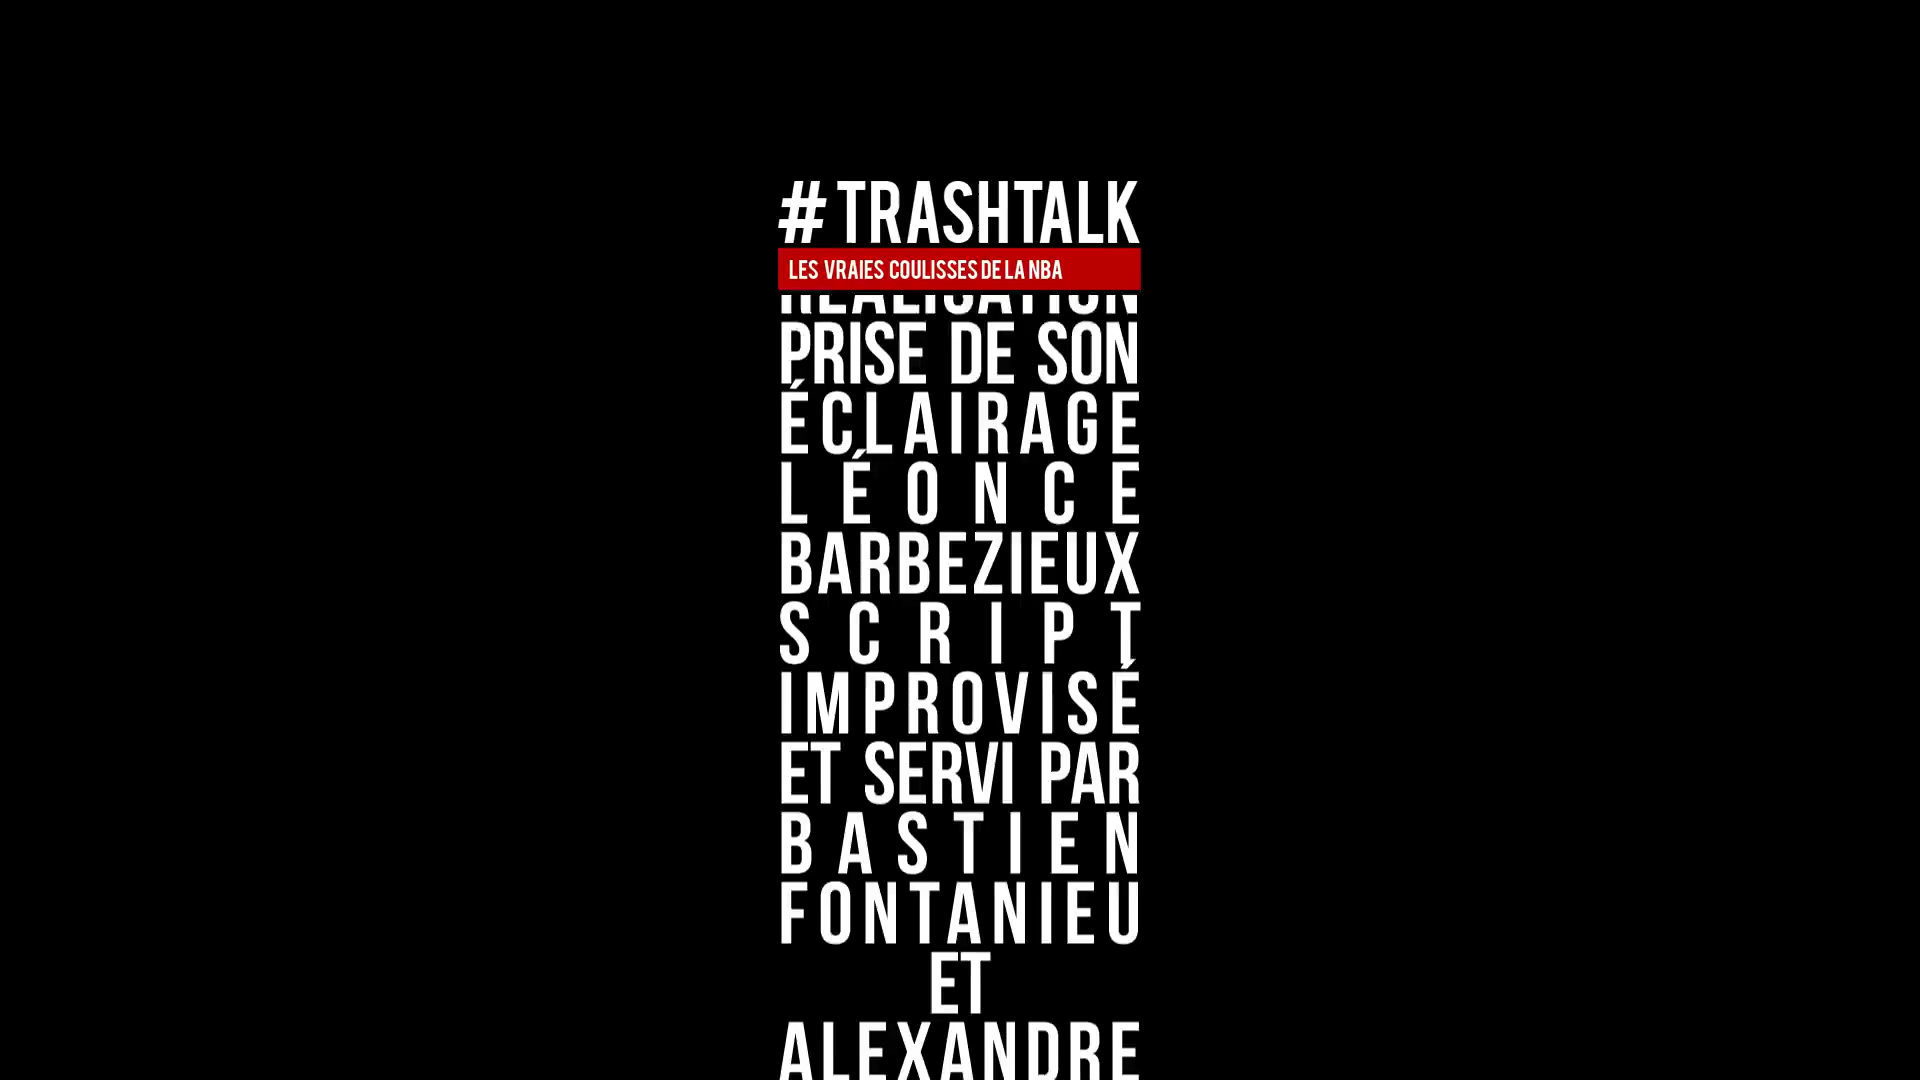 #TRASHTALK
LES VRAIES COULISSES DE LA NBA
RÉALISATION
PRISE DE SON
ÉCLAIRAGE
LÉONCE
BARBEZIEUX
SCRIPT
IMPROVISÉ
ET SERVI PAR
BASTIEN
FONTANIEU
ET
ALEXANDRE